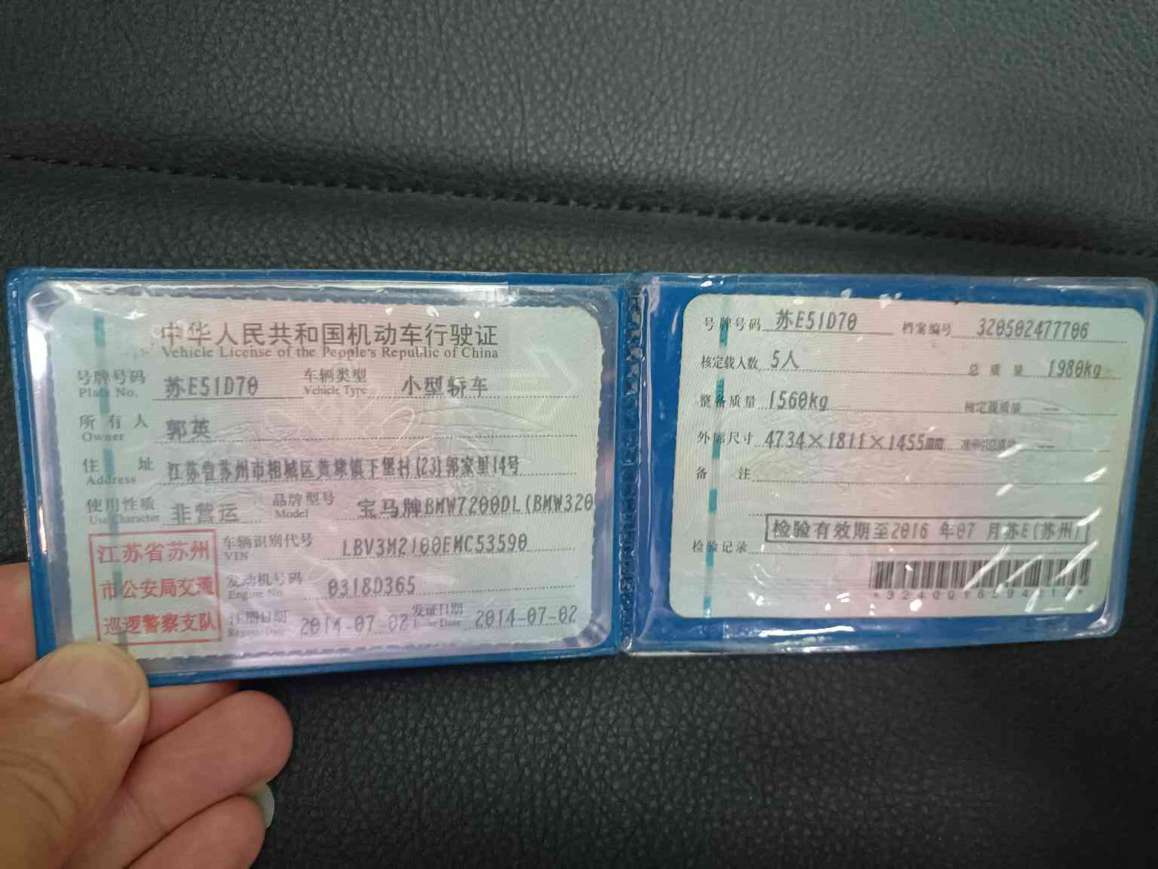 中华人民共和国机动车行驶证
Vehicle License of the People's Republic of China
号牌号码 苏E51D70 车辆类型 小型轿车
Plate No. Vehicle Type
所有人 郭英
Owner
住址 江苏省苏州市相城区黄埭镇下堡村(23)郭家里14号
Address
使用性质 非营运 品牌型号 宝马牌BMW7200DL(BMW320
Use Character Model
江苏省苏州
市公安局交通
巡逻警察支队
车辆识别代号 LBV3M2100EMC53590
VIN
发动机号码 0318D365
Engine No.
注册日期 2014-07-02 发证日期 2014-07-02
Register Date Issue Date
号牌号码 苏E51D70 档案编号 320502477706
核定载人数 5人 总质量 1980kg
整备质量 1560kg 核定载质量 —
外廓尺寸 4734×1811×1455 —
备注
检验记录 检验有效期至2016年07月苏E(苏州)